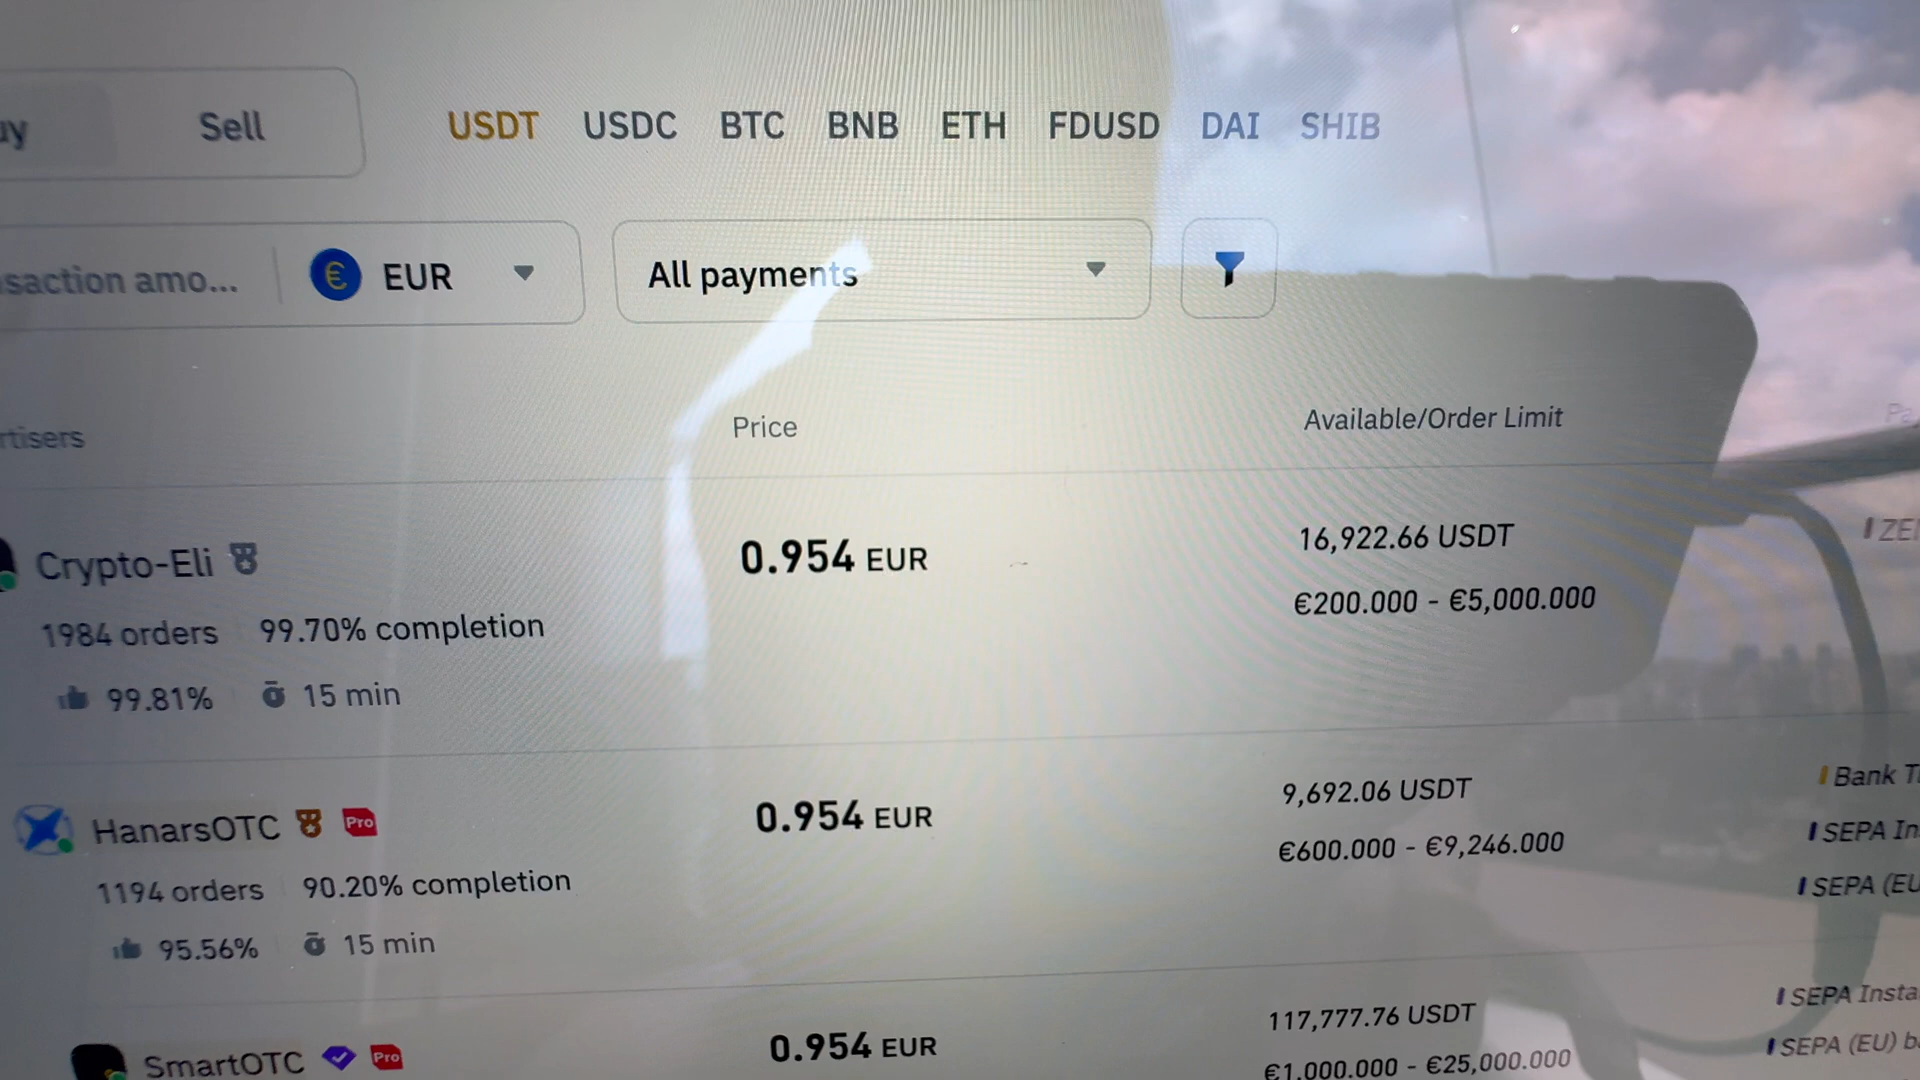 Sell
USDT USDC BTC BNB ETH FDUSD DAI SHIB
amo...
€ EUR
All payments
Price
Available/Order Limit
Crypto-Eli
0.954 EUR
16,922.66 USDT
€200.000 - €5,000.000
1984 orders 99.70% completion
99.81% 15 min
HanarsOTC Pro
0.954 EUR
9,692.06 USDT
Bank
€600.000 - €9,246.000
SEPA
SEPA (EU
1194 orders 90.20% completion
95.56% 15 min
SmartOTC Pro
0.954 EUR
117,777.76 USDT
SEPA
€1,000.000 - €25,000.000
SEPA (EU)